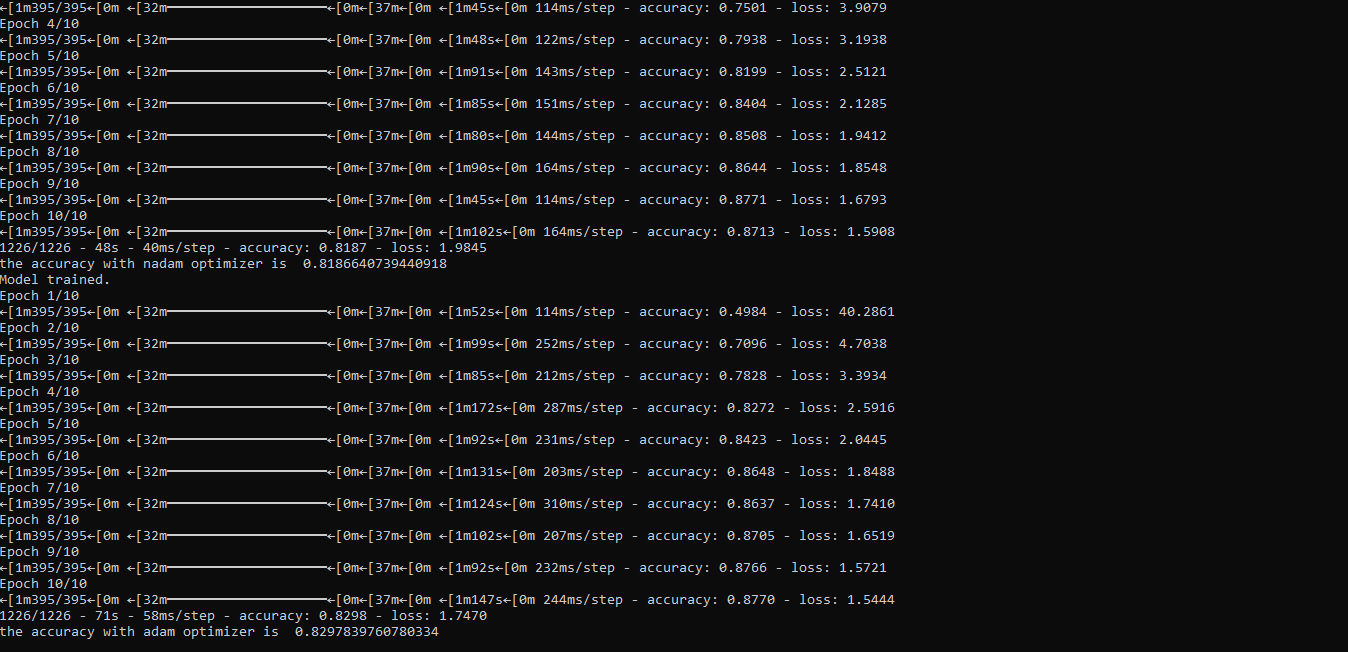 ←[1m395/395←[0m ←[32m━━━━━━━━━━━━━━━━━━━━←[0m←[37m←[0m ←[1m45s←[0m 114ms/step - accuracy: 0.7501 - loss: 3.9079
Epoch 4/10
←[1m395/395←[0m ←[32m━━━━━━━━━━━━━━━━━━━━←[0m←[37m←[0m ←[1m48s←[0m 122ms/step - accuracy: 0.7938 - loss: 3.1938
Epoch 5/10
←[1m395/395←[0m ←[32m━━━━━━━━━━━━━━━━━━━━←[0m←[37m←[0m ←[1m91s←[0m 143ms/step - accuracy: 0.8199 - loss: 2.5121
Epoch 6/10
←[1m395/395←[0m ←[32m━━━━━━━━━━━━━━━━━━━━←[0m←[37m←[0m ←[1m85s←[0m 151ms/step - accuracy: 0.8404 - loss: 2.1285
Epoch 7/10
←[1m395/395←[0m ←[32m━━━━━━━━━━━━━━━━━━━━←[0m←[37m←[0m ←[1m80s←[0m 144ms/step - accuracy: 0.8508 - loss: 1.9412
Epoch 8/10
←[1m395/395←[0m ←[32m━━━━━━━━━━━━━━━━━━━━←[0m←[37m←[0m ←[1m90s←[0m 164ms/step - accuracy: 0.8644 - loss: 1.8548
Epoch 9/10
←[1m395/395←[0m ←[32m━━━━━━━━━━━━━━━━━━━━←[0m←[37m←[0m ←[1m45s←[0m 114ms/step - accuracy: 0.8771 - loss: 1.6793
Epoch 10/10
←[1m395/395←[0m ←[32m━━━━━━━━━━━━━━━━━━━━←[0m←[37m←[0m ←[1m102s←[0m 164ms/step - accuracy: 0.8713 - loss: 1.5908
1226/1226 - 48s - 40ms/step - accuracy: 0.8187 - loss: 1.9845
the accuracy with nadam optimizer is  0.8186640739440918
Model trained.
Epoch 1/10
←[1m395/395←[0m ←[32m━━━━━━━━━━━━━━━━━━━━←[0m←[37m←[0m ←[1m52s←[0m 114ms/step - accuracy: 0.4984 - loss: 40.2861
Epoch 2/10
←[1m395/395←[0m ←[32m━━━━━━━━━━━━━━━━━━━━←[0m←[37m←[0m ←[1m99s←[0m 252ms/step - accuracy: 0.7096 - loss: 4.7038
Epoch 3/10
←[1m395/395←[0m ←[32m━━━━━━━━━━━━━━━━━━━━←[0m←[37m←[0m ←[1m85s←[0m 212ms/step - accuracy: 0.7828 - loss: 3.3934
Epoch 4/10
←[1m395/395←[0m ←[32m━━━━━━━━━━━━━━━━━━━━←[0m←[37m←[0m ←[1m172s←[0m 287ms/step - accuracy: 0.8272 - loss: 2.5916
Epoch 5/10
←[1m395/395←[0m ←[32m━━━━━━━━━━━━━━━━━━━━←[0m←[37m←[0m ←[1m92s←[0m 231ms/step - accuracy: 0.8423 - loss: 2.0445
Epoch 6/10
←[1m395/395←[0m ←[32m━━━━━━━━━━━━━━━━━━━━←[0m←[37m←[0m ←[1m131s←[0m 203ms/step - accuracy: 0.8648 - loss: 1.8488
Epoch 7/10
←[1m395/395←[0m ←[32m━━━━━━━━━━━━━━━━━━━━←[0m←[37m←[0m ←[1m124s←[0m 310ms/step - accuracy: 0.8637 - loss: 1.7410
Epoch 8/10
←[1m395/395←[0m ←[32m━━━━━━━━━━━━━━━━━━━━←[0m←[37m←[0m ←[1m102s←[0m 207ms/step - accuracy: 0.8705 - loss: 1.6519
Epoch 9/10
←[1m395/395←[0m ←[32m━━━━━━━━━━━━━━━━━━━━←[0m←[37m←[0m ←[1m92s←[0m 232ms/step - accuracy: 0.8766 - loss: 1.5721
Epoch 10/10
←[1m395/395←[0m ←[32m━━━━━━━━━━━━━━━━━━━━←[0m←[37m←[0m ←[1m147s←[0m 244ms/step - accuracy: 0.8770 - loss: 1.5444
1226/1226 - 71s - 58ms/step - accuracy: 0.8298 - loss: 1.7470
the accuracy with adam optimizer is  0.8297839760780334